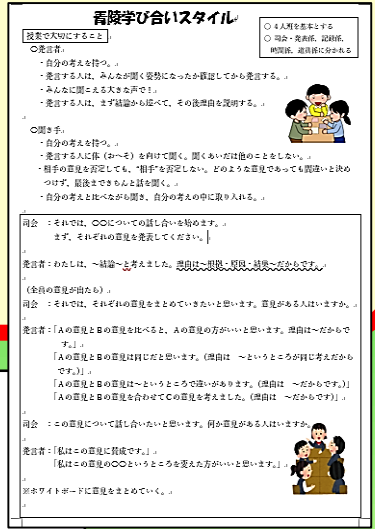 青陵学び合いスタイル
○ 4人班を基本とする
○ 司会・発表係、記録係、
時間係、道具係に分かれる
授業で大切にすること
○発言者
・自分の考えを持つ。
・発言する人は、みんなが聞く姿勢になったか確認してから発言する。
・みんなに聞こえる大きな声で！
・発言する人は、まず結論から述べて、その後理由を説明する。
○聞き手
・自分の考えを持つ。
・発言する人に体（お～そ）を向けて聞く。聞くあいだは他のことをしない。
・相手の意見を否定しても、“相手”を否定しない。どのような意見であっても間違いと決め
つけず、最後まできちんと話を聞く。
・自分の考えと比べながら聞き、自分の考えの中に取り入れる。
司会　：それでは、○○についての話し合いを始めます。
まず、それぞれの意見を発表してください。
発言者：わたしは、～結論～と考えました。理由は～根拠・原因・結果～だからです。
（全員の意見が出たら）
司会　：それでは、それぞれの意見をまとめていきたいと思います。意見がある人はいますか。
発言者：「Ａの意見とＢの意見を比べると、Ａの意見の方がいいと思います。理由は～だからで
す。」
「Ａの意見とＢの意見は同じだと思います。（理由は　～というところが同じ考えだから
です。）」
「Ａの意見とＢの意見は～というところで違いがあります。（理由は　～だからです。）」
「Ａの意見とＢの意見を合わせてＣの意見を考えました。（理由は　～だからです）」
司会　：この意見について話し合いたいと思います。何か意見がある人はいますか。
発言者：「私はこの意見に賛成です。」
「私はこの意見の○○というところを変えた方がいいと思います。」
※ホワイトボードに意見をまとめていく。